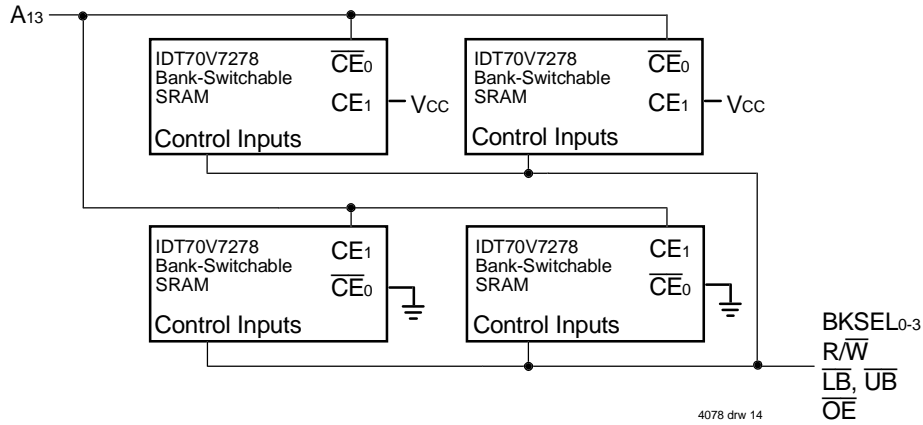 A13
IDT70V7278
Bank-Switchable
SRAM
CE0
CE1
VCC
Control Inputs
IDT70V7278
Bank-Switchable
SRAM
CE0
CE1
VCC
Control Inputs
IDT70V7278
Bank-Switchable
SRAM
CE1
CE0
Control Inputs
IDT70V7278
Bank-Switchable
SRAM
CE1
CE0
Control Inputs
BKSEL0-3
R/W
LB, UB
OE
4078 drw 14